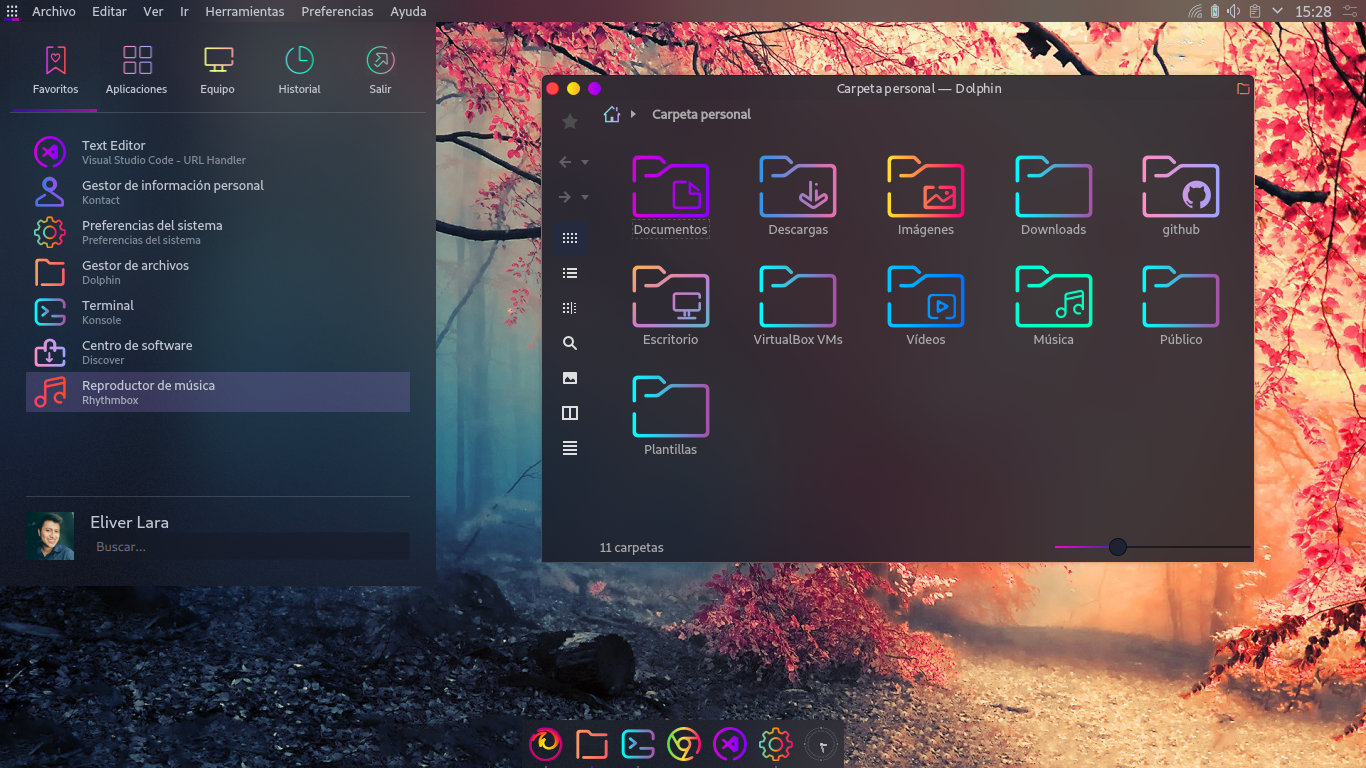 Archivo Editar Ver Ir Herramientas Preferencias Ayuda 15:28
Favoritos Aplicaciones Equipo Historial Salir
Text Editor
Visual Studio Code - URL Handler
Gestor de información personal
Kontact
Preferencias del sistema
Preferencias del sistema
Gestor de archivos
Dolphin
Terminal
Konsole
Centro de software
Discover
Reproductor de música
Rhythmbox
Eliver Lara
Buscar...
Carpeta personal — Dolphin
Carpeta personal
Documentos Descargas Imágenes Downloads github
Escritorio VirtualBox VMs Vídeos Música Público
Plantillas
11 carpetas